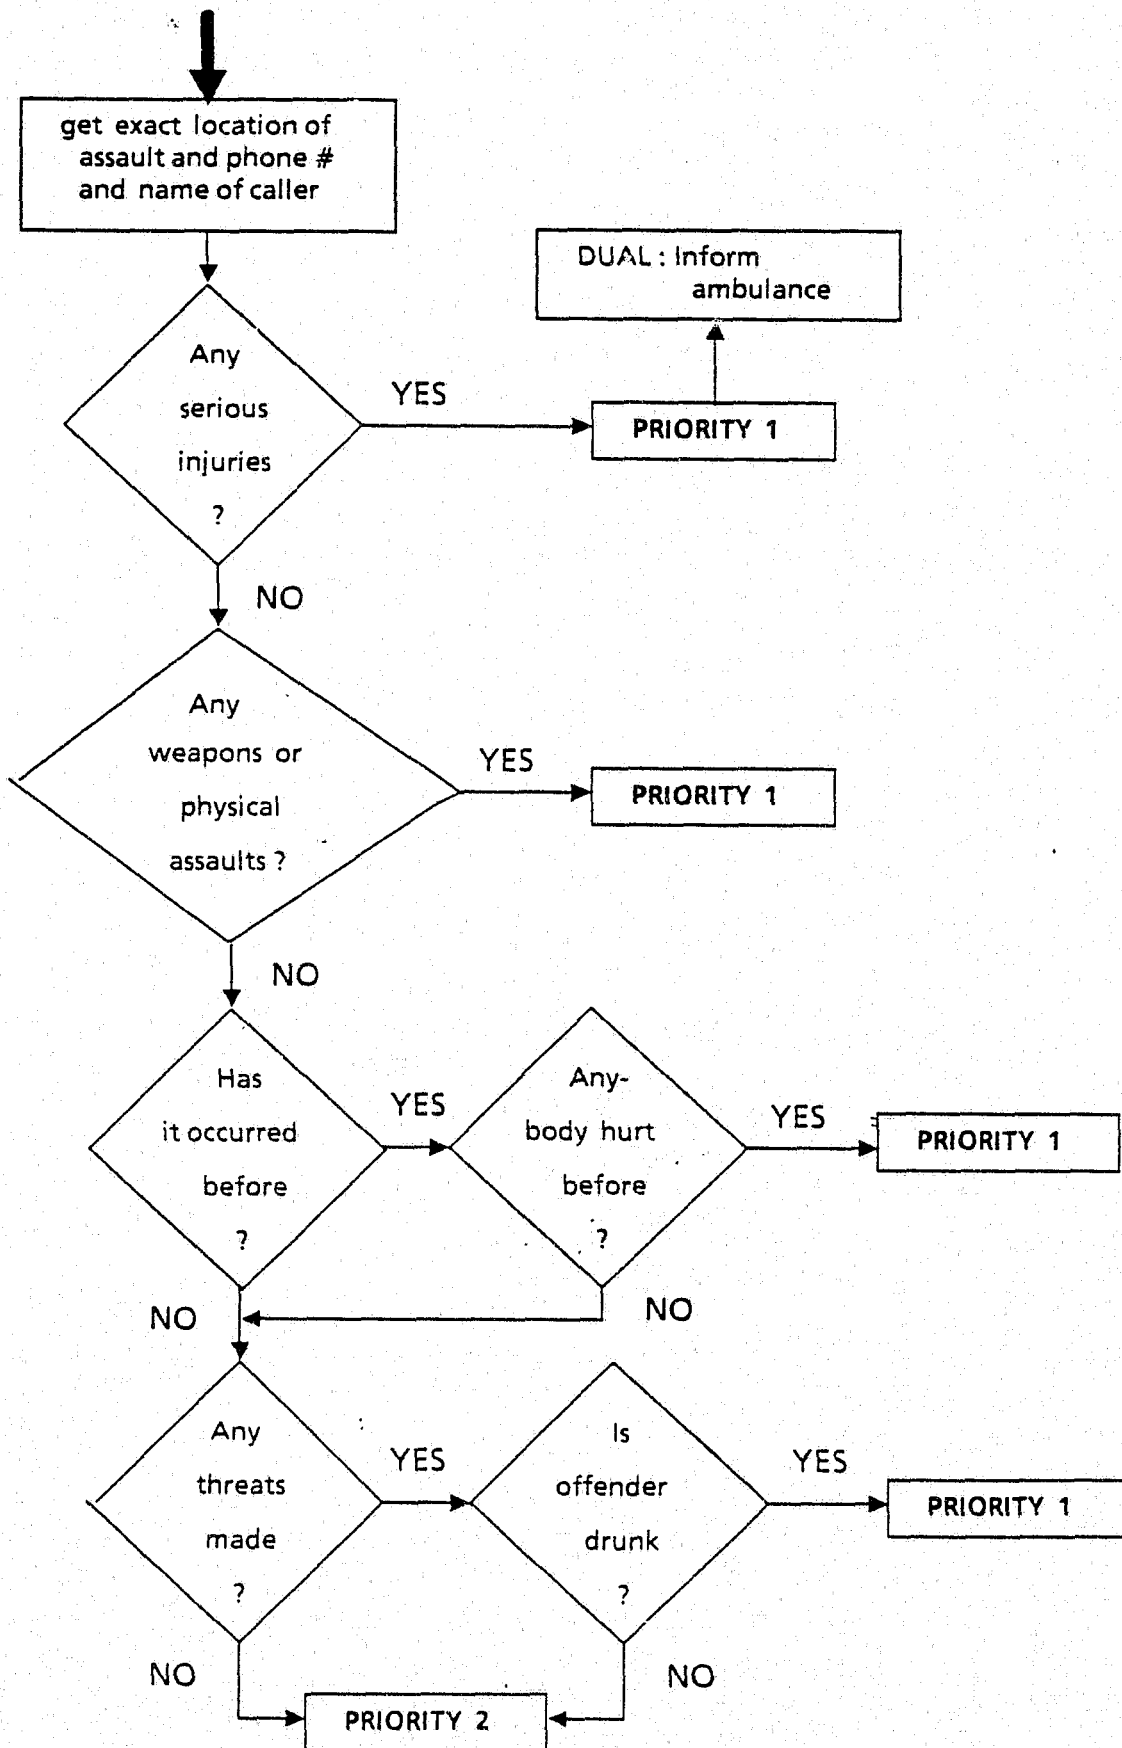 get exact location of
assault and phone #
and name of caller
DUAL : Inform
ambulance
Any
serious
injuries
?
YES
PRIORITY 1
NO
Any
weapons or
physical
assaults ?
YES
PRIORITY 1
NO
Has
it occurred
before
?
YES
Any-
body hurt
before
?
YES
PRIORITY 1
NO
NO
Any
threats
made
?
YES
Is
offender
drunk
?
YES
PRIORITY 1
NO
NO
PRIORITY 2